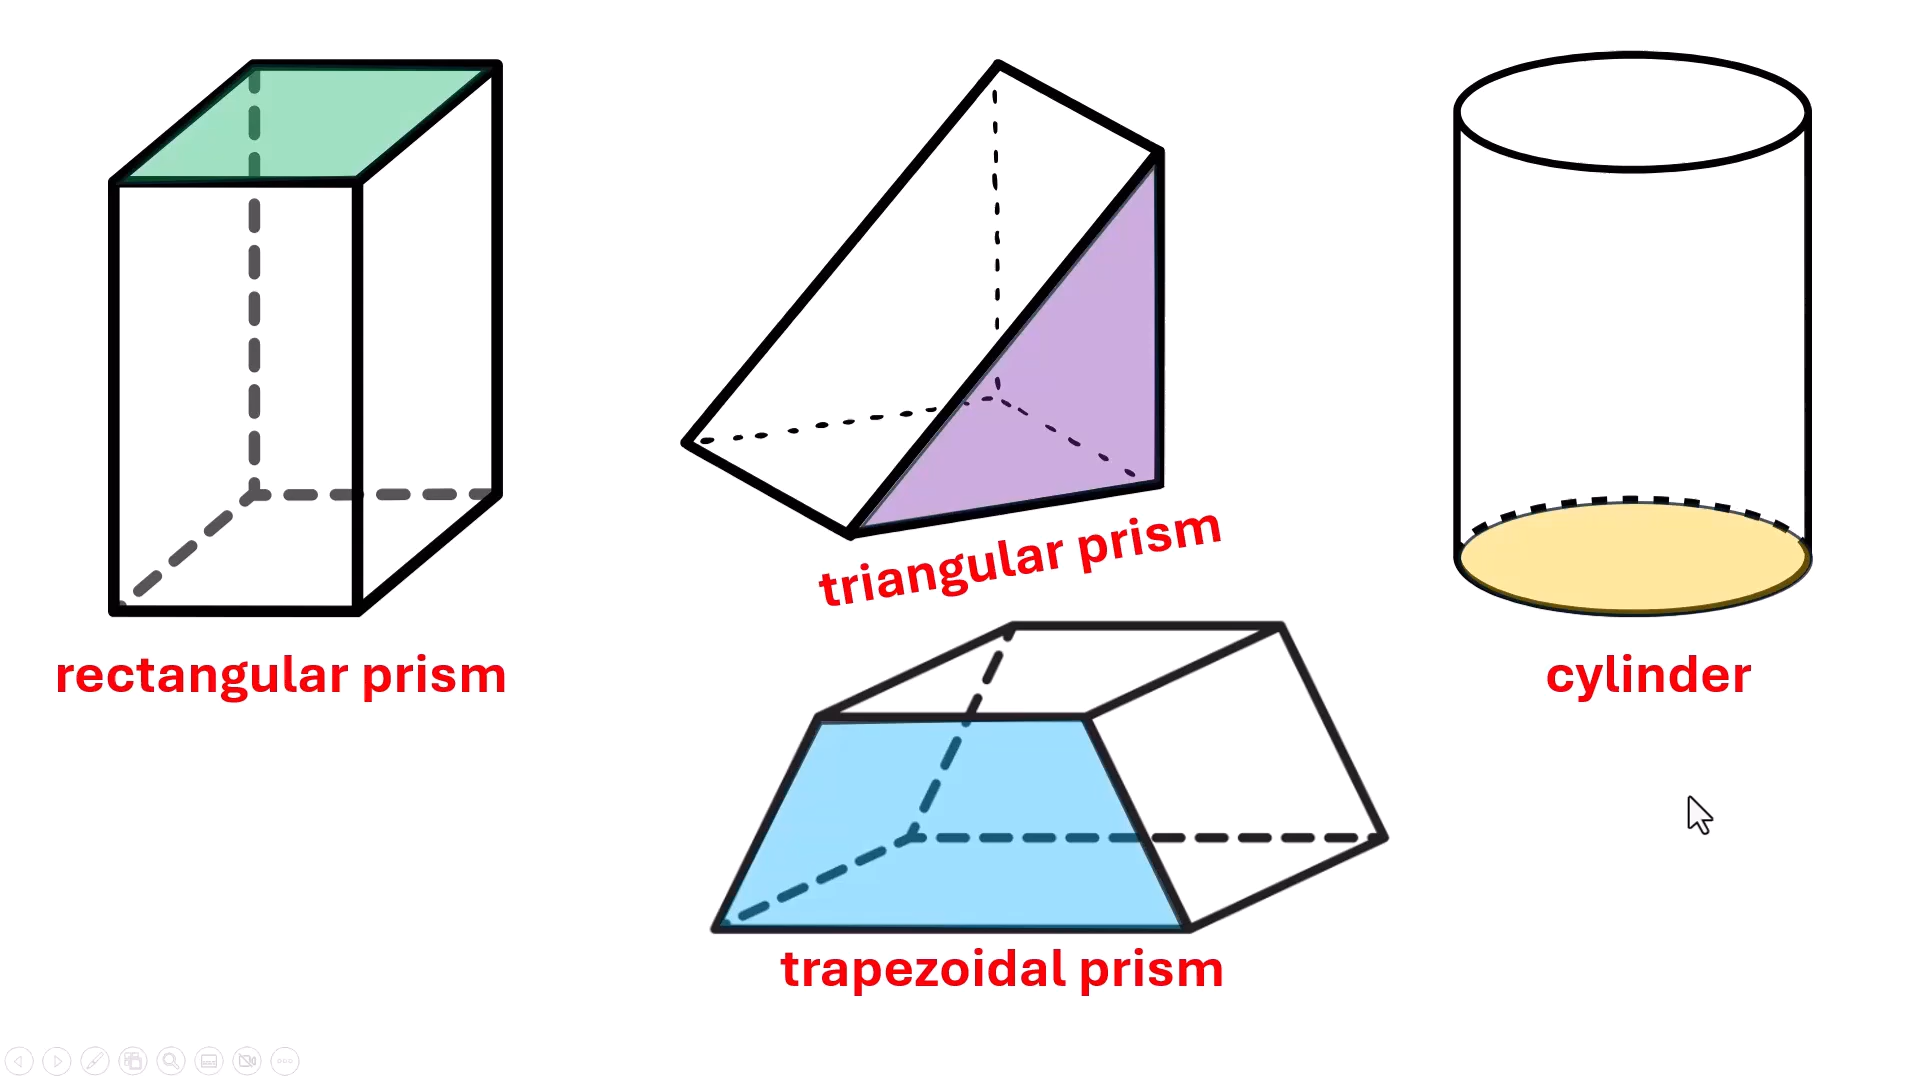 triangular prism
rectangular prism
cylinder
trapezoidal prism